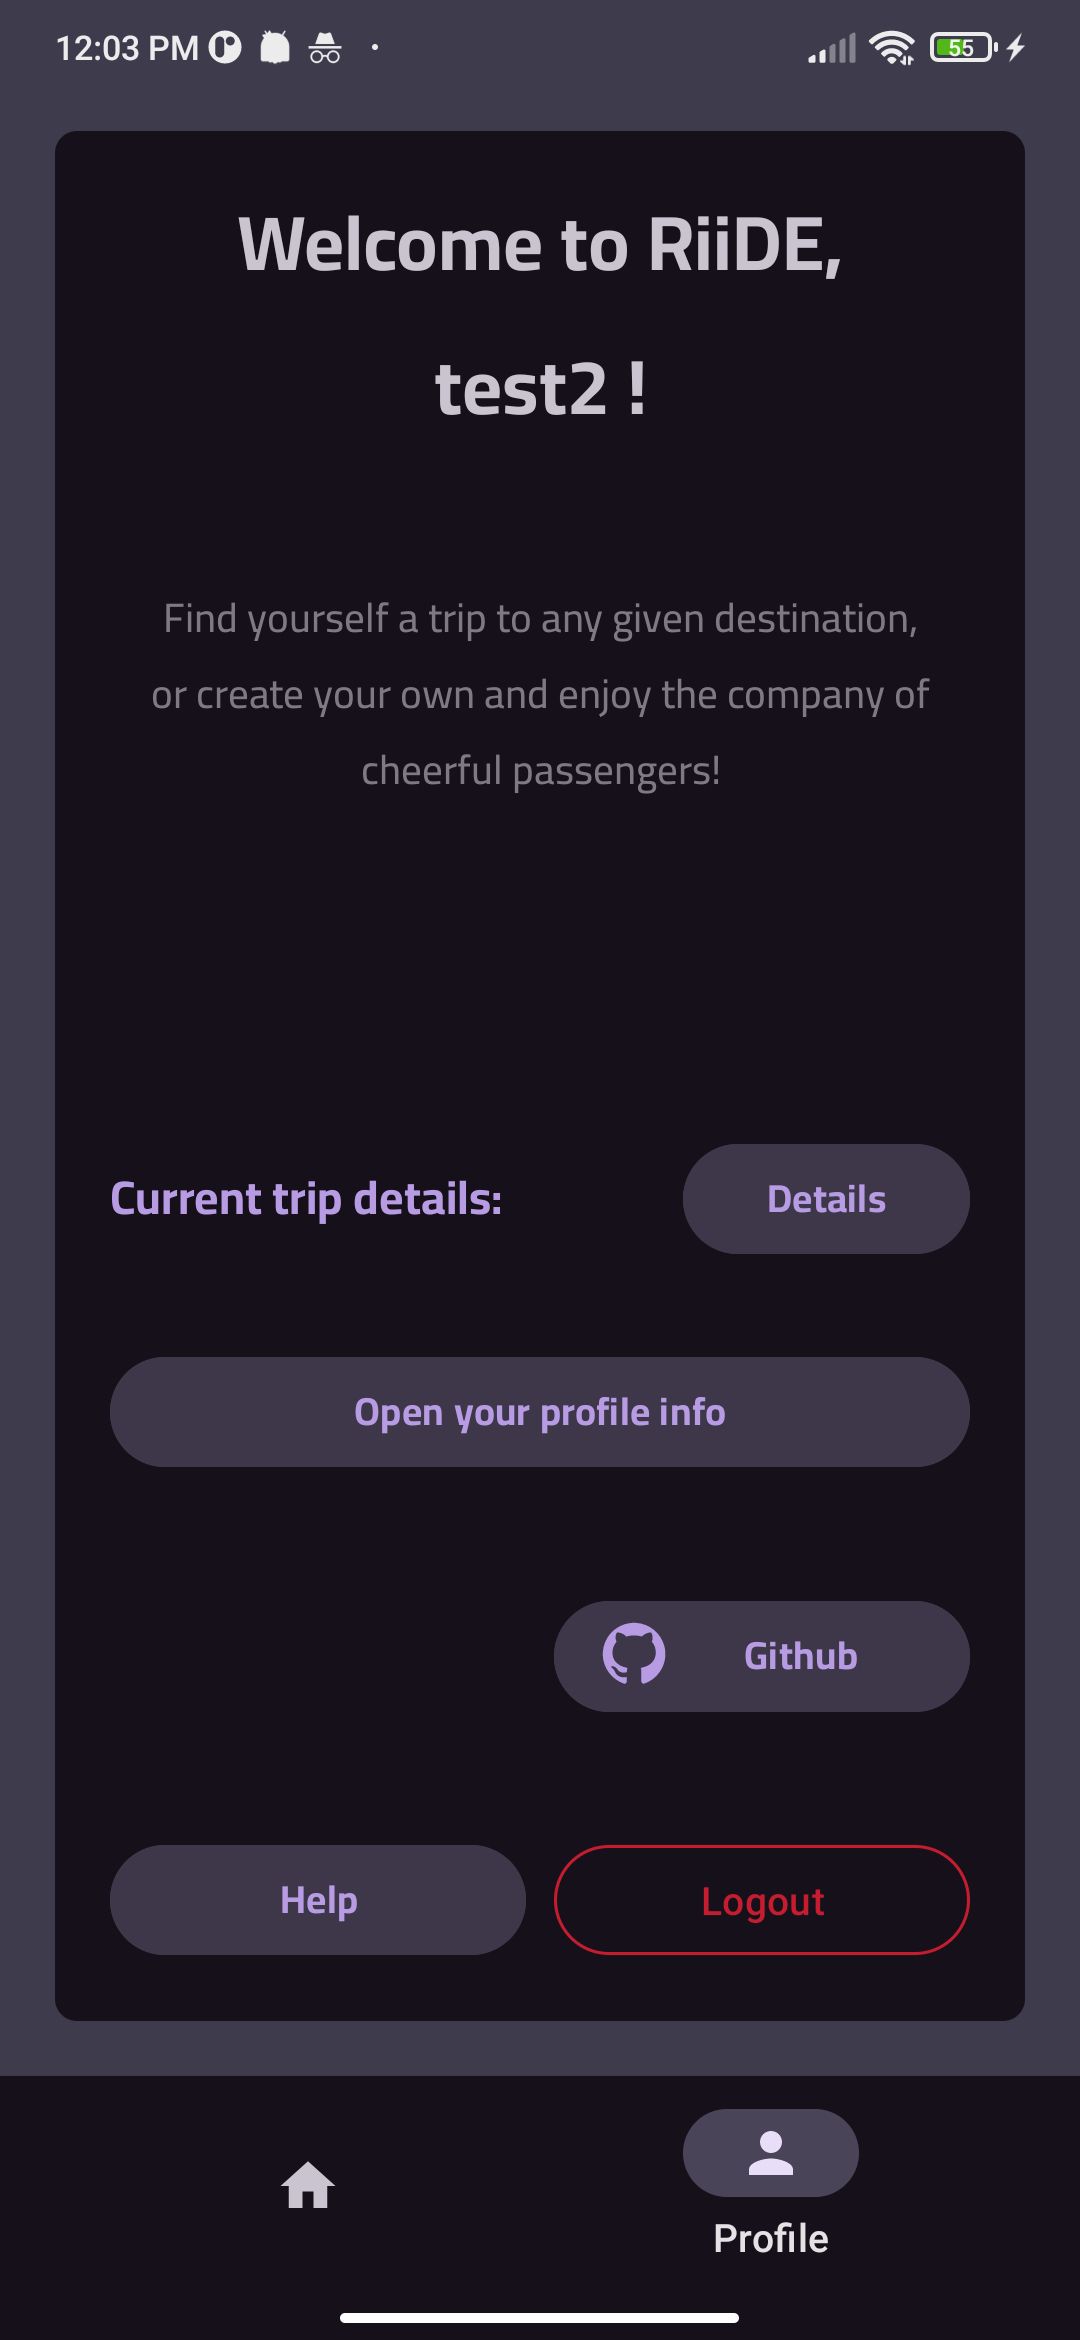 12:03 PM
55
Welcome to RiiDE,
test2 !
Find yourself a trip to any given destination,
or create your own and enjoy the company of
cheerful passengers!
Current trip details:
Details
Open your profile info
Github
Help
Logout
Profile